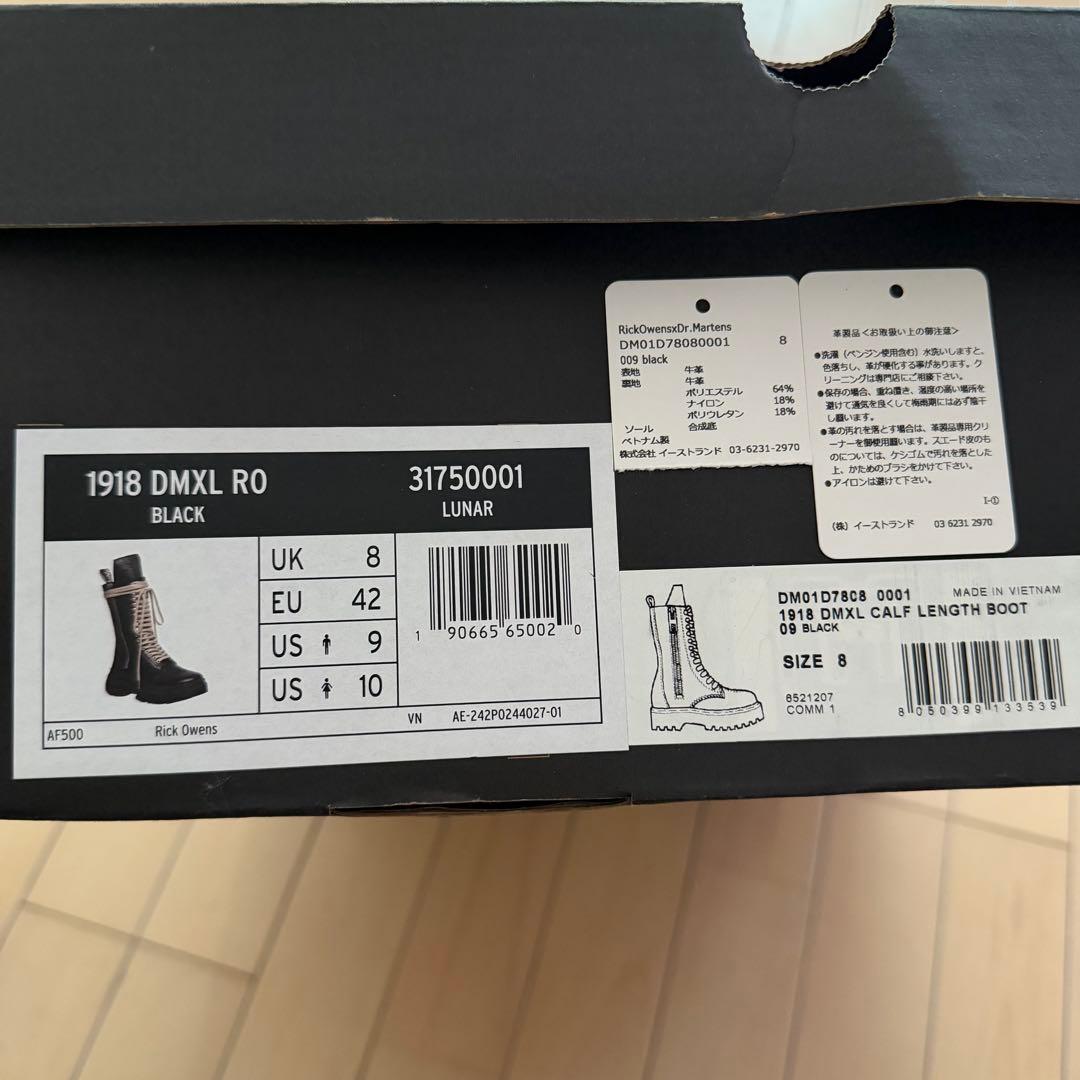 1918 DMXL RO
BLACK
31750001
LUNAR
UK 8
EU 42
US 9
US 10
1 90665 65002 0
AF500
Rick Owens
VN AE-242P0244027-01
RickOwensxDr.Martens
DM01D78080001 8
009 black
表地 牛革
裏地 牛革
ポリエステル 64%
ナイロン 18%
ポリウレタン 18%
ソール 合成底
ベトナム製
株式会社 イーストランド 03-6231-2970
革製品<お取扱い上の御注意>
●洗濯(ベンジン使用含む)水洗いしますと、
色落ちし、革が硬化する事があります。ク
リーニングは専門店にご相談下さい。
●保存の場合、重ね置き、湿度の高い場所を
避けて通気を良くして梅雨期には必ず陰干
し願います。
●革の汚れを落とす場合は、革製品専用クリ
ーナーを御使用願います。スエード皮のも
のについては、ケシゴムで汚れを落とした
上、かためのブラシをかけて下さい。
●アイロンは避けて下さい。
I-①
(株)イーストランド 03 6231 2970
DM01D7808 0001 MADE IN VIETNAM
1918 DMXL CALF LENGTH BOOT
09 BLACK
SIZE 8
6521207
COMM 1
8 050399 133539